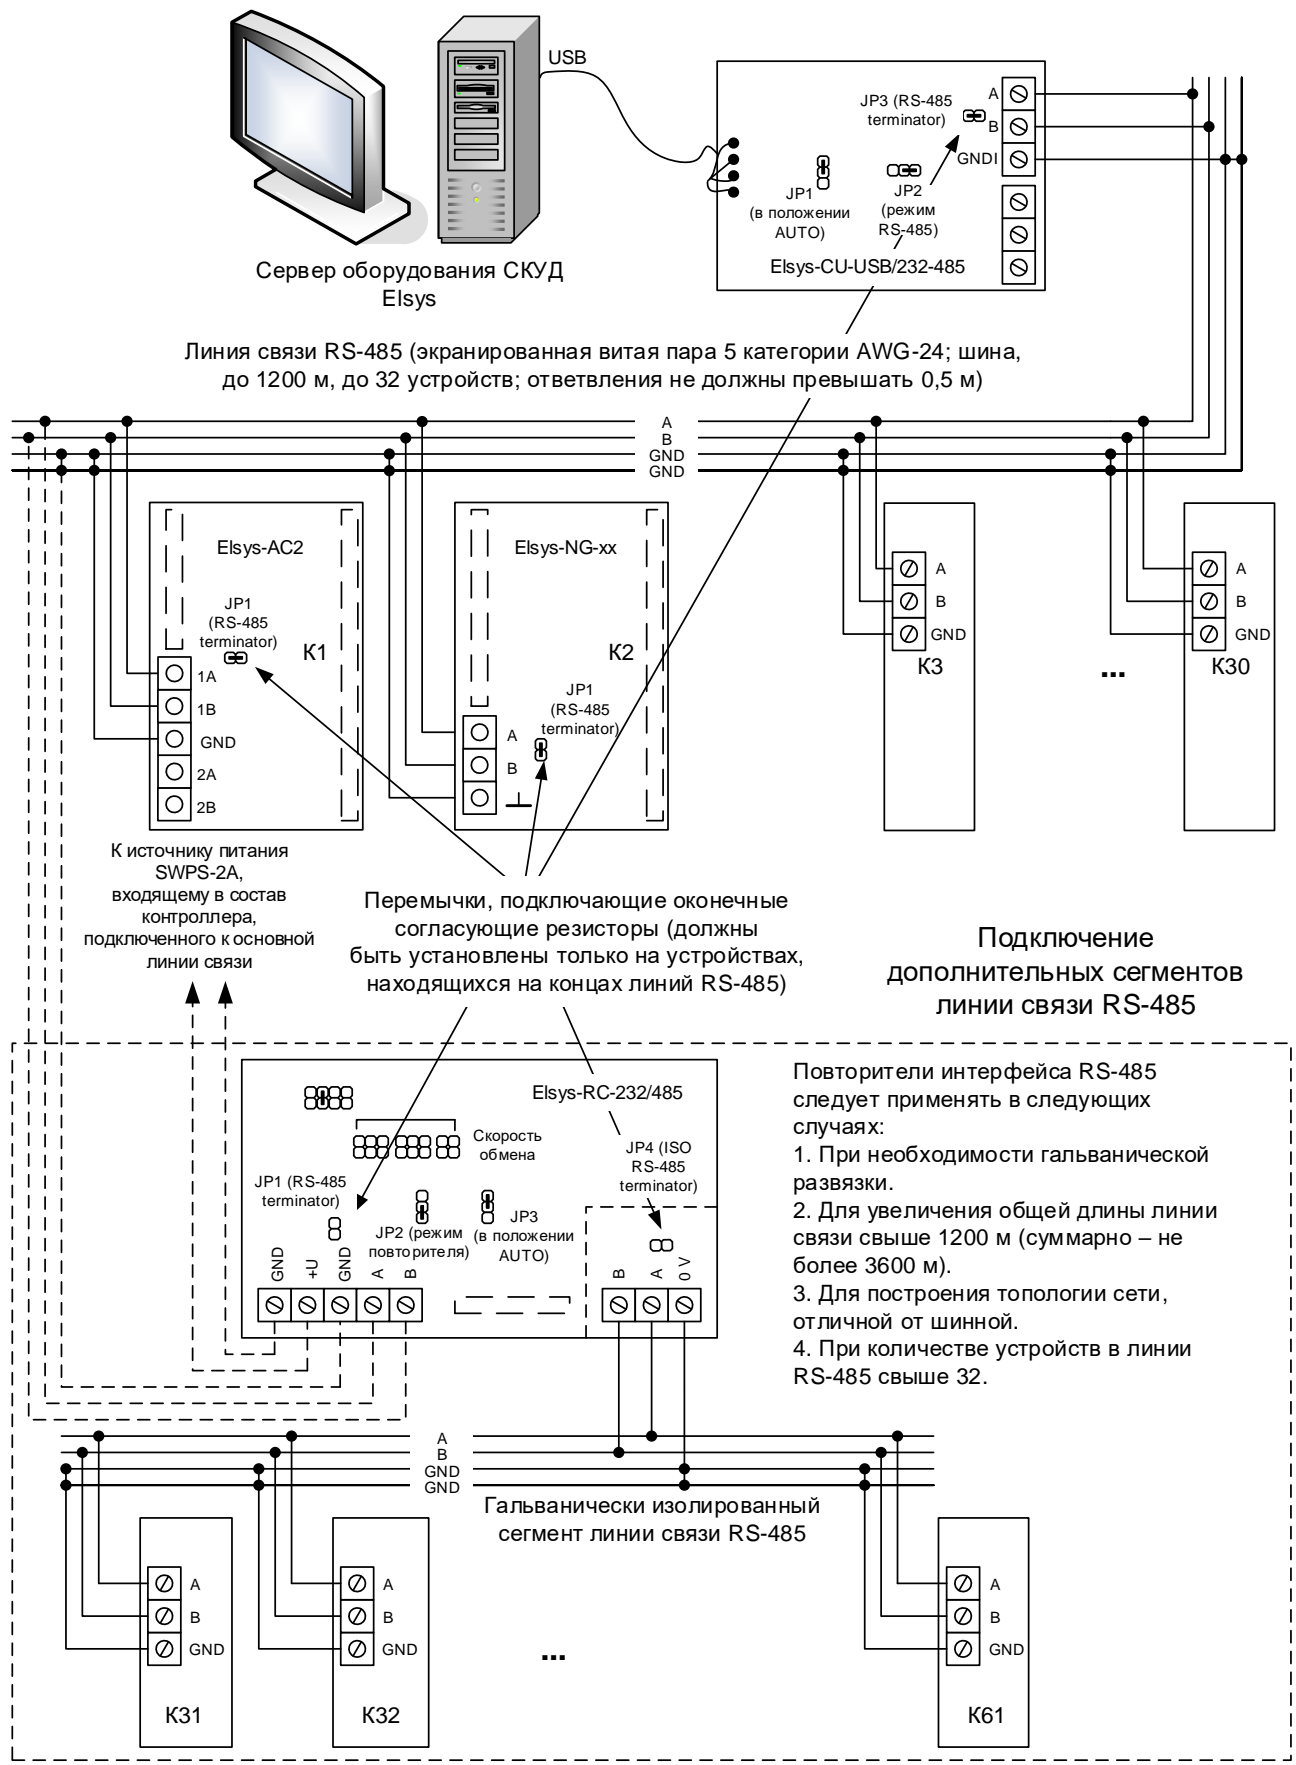 USB
JP3 (RS-485
terminator)
A
B
GNDI
JP1
(в положении
AUTO)
JP2
(режим
RS-485)
Elsys-CU-USB/232-485
Сервер оборудования СКУД
Elsys
Линия связи RS-485 (экранированная витая пара 5 категории AWG-24; шина,
до 1200 м, до 32 устройств; ответвления не должны превышать 0,5 м)
A
B
GND
GND
Elsys-AC2
JP1
(RS-485
terminator)
К1
1A
1B
GND
2A
2B
Elsys-NG-xx
К2
JP1
(RS-485
terminator)
A
B
A
B
GND
К3
...
A
B
GND
К30
К источнику питания
SWPS-2A,
входящему в состав
контроллера,
подключенного к основной
линии связи
Перемычки, подключающие оконечные
согласующие резисторы (должны
быть установлены только на устройствах,
находящихся на концах линий RS-485)
Подключение
дополнительных сегментов
линии связи RS-485
Elsys-RC-232/485
Скорость
обмена
JP1 (RS-485
terminator)
JP2 (режим
повторителя)
JP3
(в положении
AUTO)
JP4 (ISO
RS-485
terminator)
GND
+U
GND
A
B
B
A
0 V
Повторители интерфейса RS-485
следует применять в следующих
случаях:
1. При необходимости гальванической
развязки.
2. Для увеличения общей длины линии
связи свыше 1200 м (суммарно – не
более 3600 м).
3. Для построения топологии сети,
отличной от шинной.
4. При количестве устройств в линии
RS-485 свыше 32.
A
B
GND
GND
Гальванически изолированный
сегмент линии связи RS-485
A
B
GND
К31
A
B
GND
К32
...
A
B
GND
К61